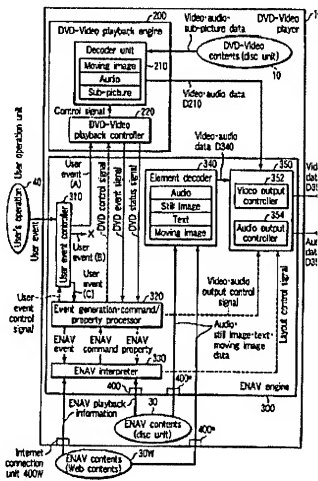 200
DVD-Video playback engine
Video·audio·
sub-picture data
DVD-Video
player
Decoder unit
Moving image
Audio
Sub-picture
210
DVD-Video
contents (disc unit)
10
Control signal
220
Video·audio data
D210
DVD-Video
playback controller
User operation unit
40
User's operation
User event
User
event
(A)
310
User event controller
X
User
event (B)
(C)
DVD control signal
DVD event signal
DVD status signal
Video·audio
data D340
340
Element decoder
Audio
Still image
Text
Moving image
350
352
Video output
controller
354
Audio output
controller
User
event
control
signal
320
Event generation·command/
property processor
Video·audio
output control
signal
Layout control signal
ENAV
event
ENAV
command
ENAV
property
330
ENAV interpreter
Audio·
still image·text·
moving image
data
400
ENAV playback
information
30
ENAV contents
(disc unit)
ENAV engine
300
Internet
connection
unit 400W
30W
ENAV contents
(Web contents)